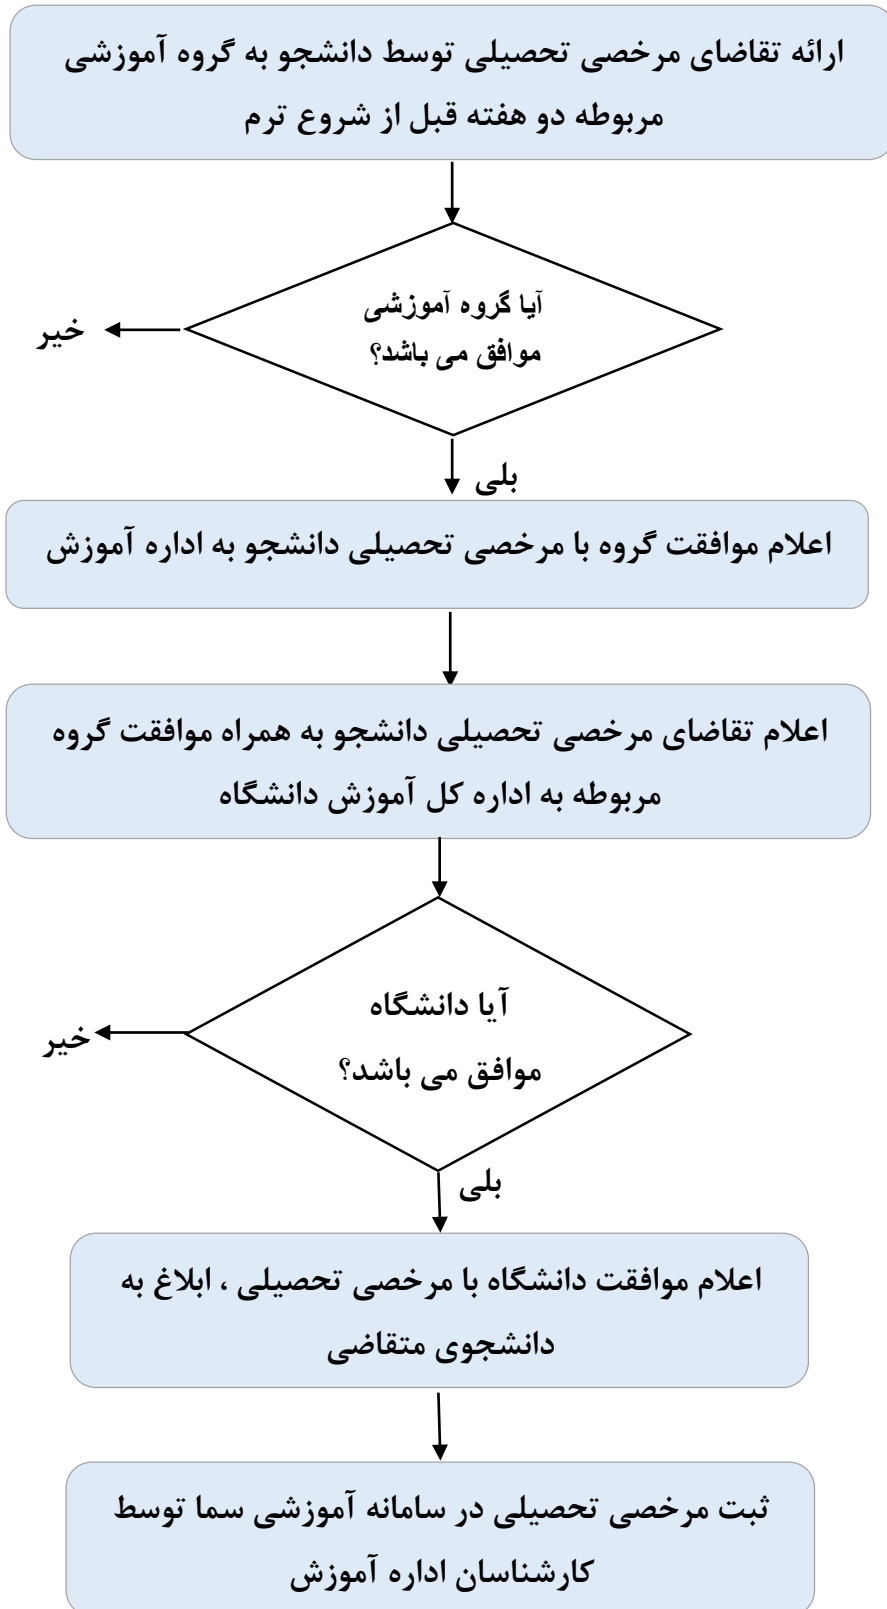 ارائه تقاضای مرخصی تحصیلی توسط دانشجو به گروه آموزشی
مربوطه دو هفته قبل از شروع ترم
آیا گروه آموزشی
موافق می باشد؟
خیر
بلی
اعلام موافقت گروه با مرخصی تحصیلی دانشجو به اداره آموزش
اعلام تقاضای مرخصی تحصیلی دانشجو به همراه موافقت گروه
مربوطه به اداره کل آموزش دانشگاه
آیا دانشگاه
موافق می باشد؟
خیر
بلی
اعلام موافقت دانشگاه با مرخصی تحصیلی ، ابلاغ به
دانشجوی متقاضی
ثبت مرخصی تحصیلی در سامانه آموزشی سما توسط
کارشناسان اداره آموزش